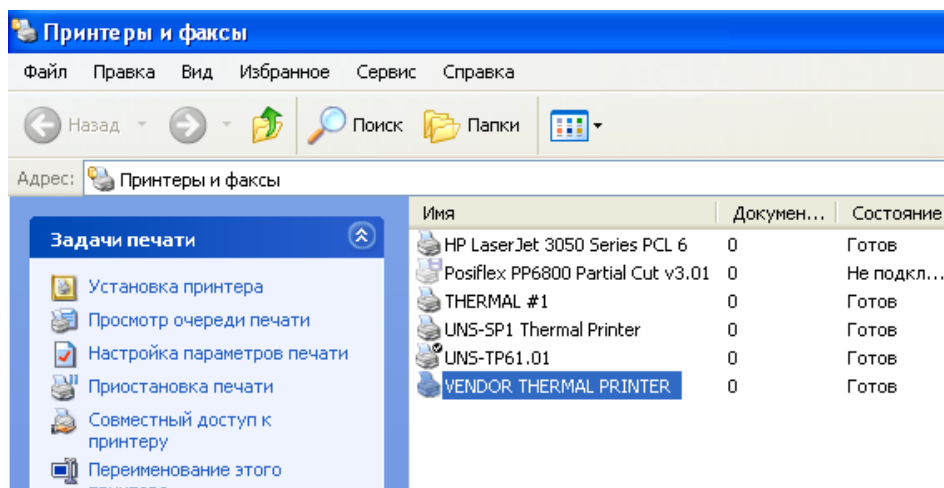 Принтеры и факсы
Файл Правка Вид Избранное Сервис Справка
Назад Поиск Папки
Адрес: Принтеры и факсы
Задачи печати
Установка принтера
Просмотр очереди печати
Настройка параметров печати
Приостановка печати
Совместный доступ к
принтеру
Переименование этого
Имя Докумен... Состояние
HP LaserJet 3050 Series PCL 6 0 Готов
Posiflex PP6800 Partial Cut v3.01 0 Не подкл...
THERMAL #1 0 Готов
UNS-SP1 Thermal Printer 0 Готов
UNS-TP61.01 0 Готов
VENDOR THERMAL PRINTER 0 Готов